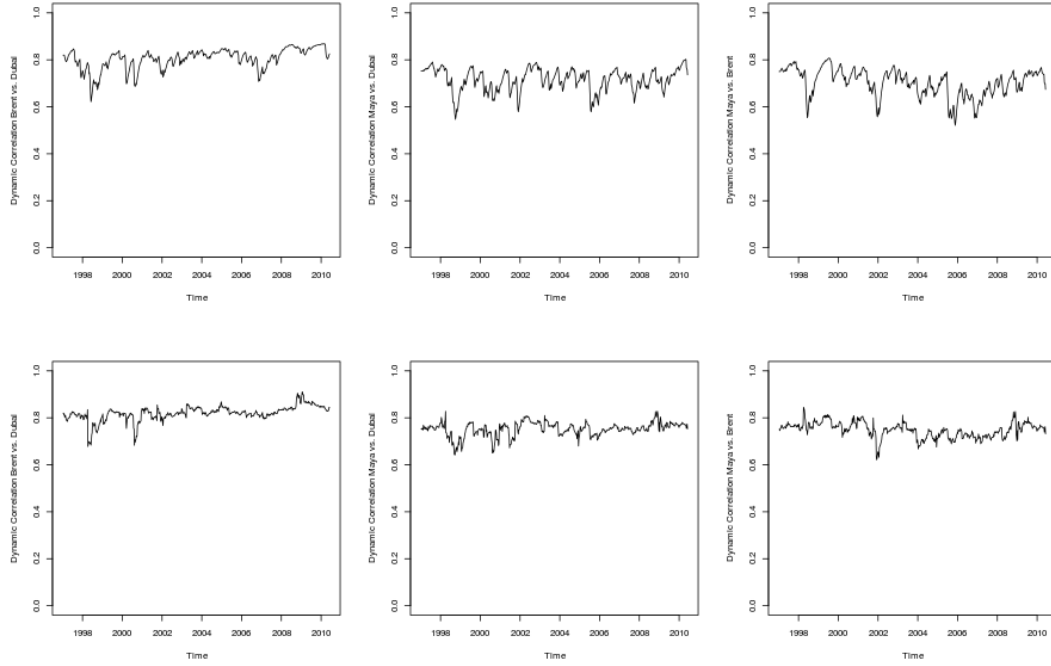 Dynamic Correlation Brent vs. Dubai
0.0 0.2 0.4 0.6 0.8 1.0
1998 2000 2002 2004 2006 2008 2010
Time
Dynamic Correlation Maya vs. Dubai
0.0 0.2 0.4 0.6 0.8 1.0
1998 2000 2002 2004 2006 2008 2010
Time
Dynamic Correlation Maya vs. Brent
0.0 0.2 0.4 0.6 0.8 1.0
1998 2000 2002 2004 2006 2008 2010
Time
Dynamic Correlation Brent vs. Dubai
0.0 0.2 0.4 0.6 0.8 1.0
1998 2000 2002 2004 2006 2008 2010
Time
Dynamic Correlation Maya vs. Dubai
0.0 0.2 0.4 0.6 0.8 1.0
1998 2000 2002 2004 2006 2008 2010
Time
Dynamic Correlation Maya vs. Brent
0.0 0.2 0.4 0.6 0.8 1.0
1998 2000 2002 2004 2006 2008 2010
Time